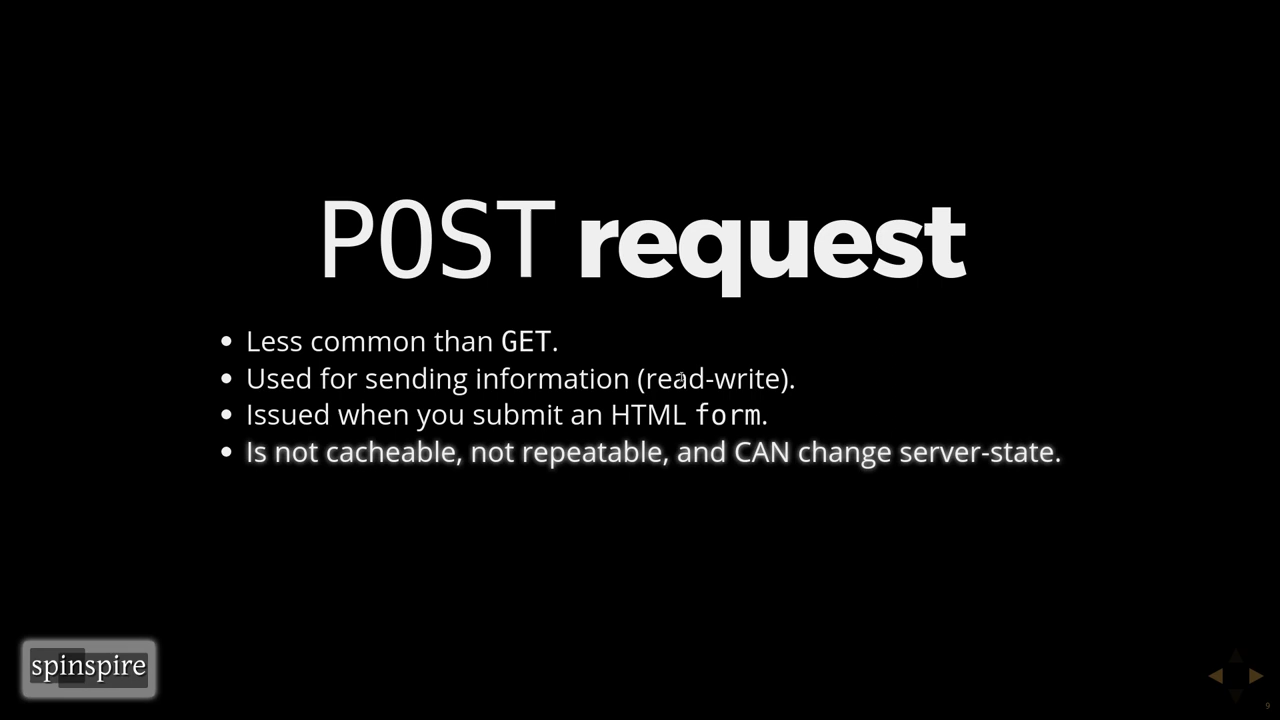 POST request
Less common than GET.
Used for sending information (read-write).
Issued when you submit an HTML form.
Is not cacheable, not repeatable, and CAN change server-state.
spinspire
9